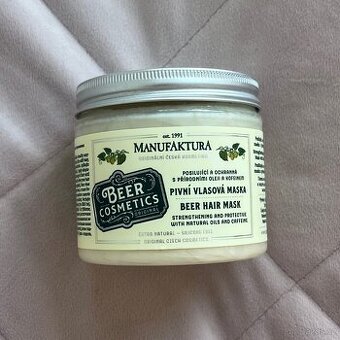 est. 1991
MANUFAKTURA
ORIGINÁLNÍ ČESKÁ KOSMETIKA
BEER
COSMETICS
ORIGINAL
POSILUJÍCÍ A OCHRANNÁ
S PŘÍRODNÍMI OLEJI A KOFEINEM
PIVNÍ VLASOVÁ MASKA
BEER HAIR MASK
STRENGTHENING AND PROTECTIVE
WITH NATURAL OILS AND CAFFEINE
EXTRA NATURAL – SILICONE FREE
ORIGINAL CZECH COSMETICS